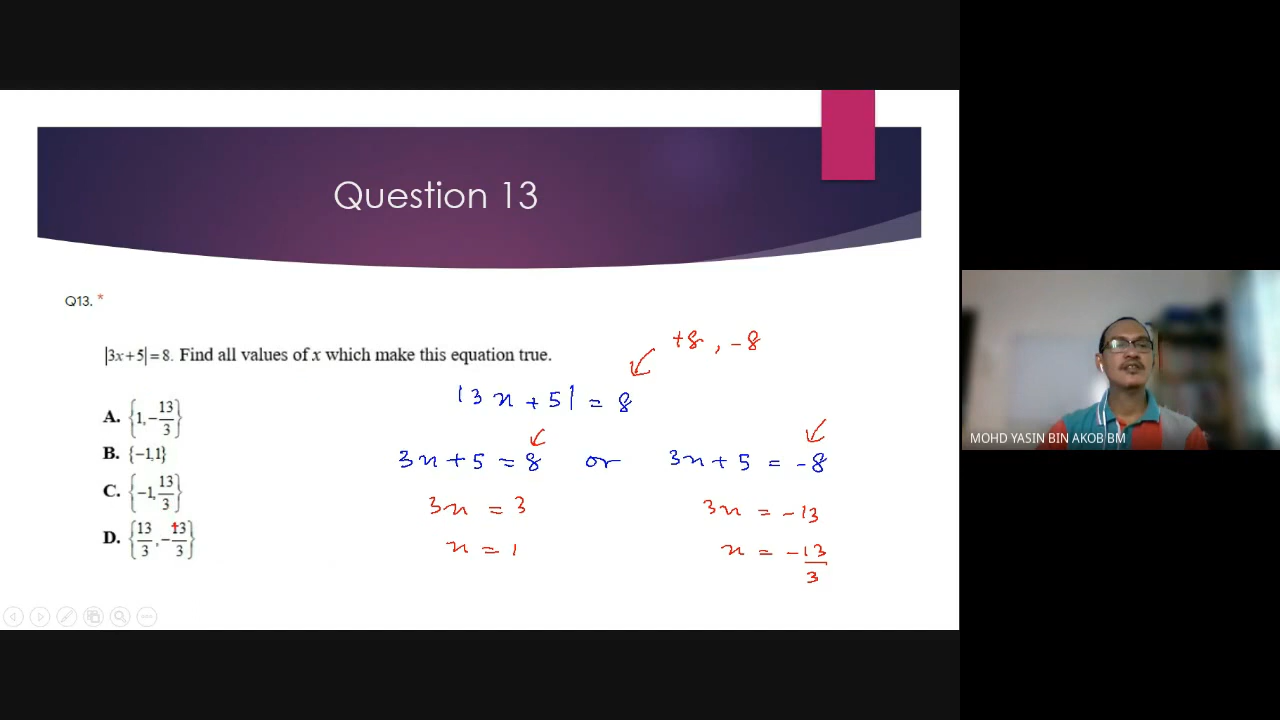 Question 13
Q13. *
|3x+5| = 8. Find all values of x which make this equation true.
+8, -8
|3x + 5| = 8
A. {1, -13/3}
B. {-1,1}
C. {-1, 13/3}
D. {13/3, -13/3}
3x + 5 = 8 or 3x + 5 = -8
3x = 3 3x = -13
x = 1 x = -13/3
MOHD YASIN BIN AKOB BM